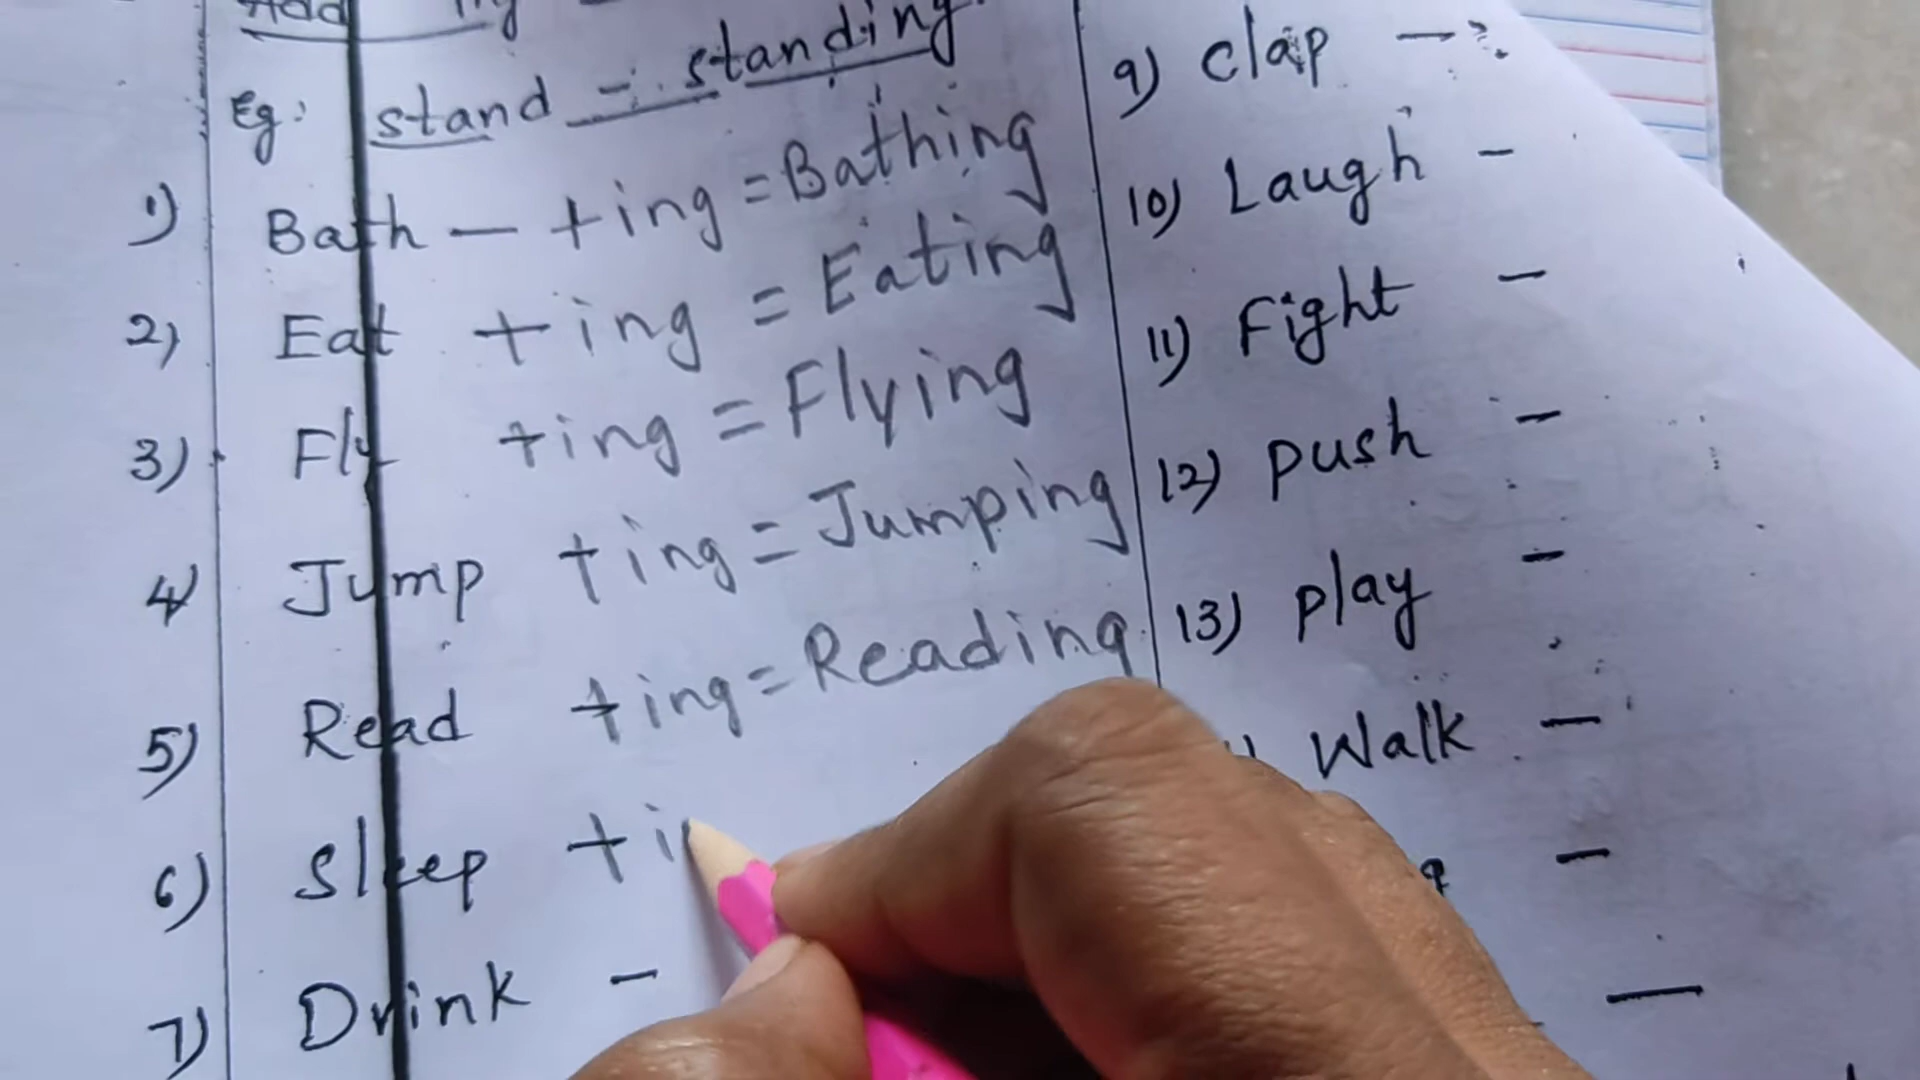 Add ing
Eg: stand - standing
1) Bath - + ing = Bathing
2) Eat + ing = Eating
3) Fly + ing = Flying
4) Jump + ing = Jumping
5) Read + ing = Reading
6) Sleep + i
7) Drink -
9) clap -
10) Laugh -
11) Fight -
12) push -
13) play -
Walk -
-
-